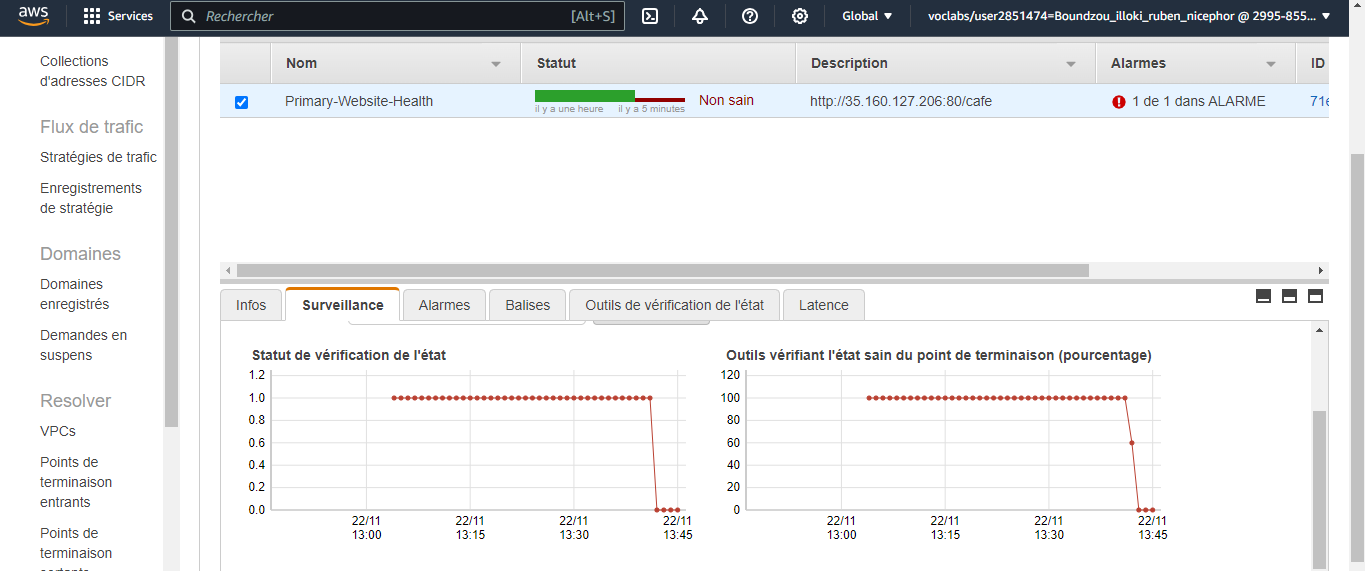 aws
Services
Rechercher
[Alt+S]
Global
voclabs/user2851474=Boundzou_illoki_ruben_nicephor @ 2995-855...
Collections
d'adresses CIDR
Flux de trafic
Stratégies de trafic
Enregistrements
de stratégie
Domaines
Domaines
enregistrés
Demandes en
suspens
Resolver
VPCs
Points de
terminaison
entrants
Points de
terminaison
Nom
Statut
Description
Alarmes
ID
Primary-Website-Health
il y a une heure
il y a 5 minutes
Non sain
http://35.160.127.206:80/cafe
1 de 1 dans ALARME
Infos
Surveillance
Alarmes
Balises
Outils de vérification de l'état
Latence
Statut de vérification de l'état
1.2
1.0
0.8
0.6
0.4
0.2
0.0
22/11
13:00
22/11
13:15
22/11
13:30
22/11
13:45
Outils vérifiant l'état sain du point de terminaison (pourcentage)
120
100
80
60
40
20
0
22/11
13:00
22/11
13:15
22/11
13:30
22/11
13:45